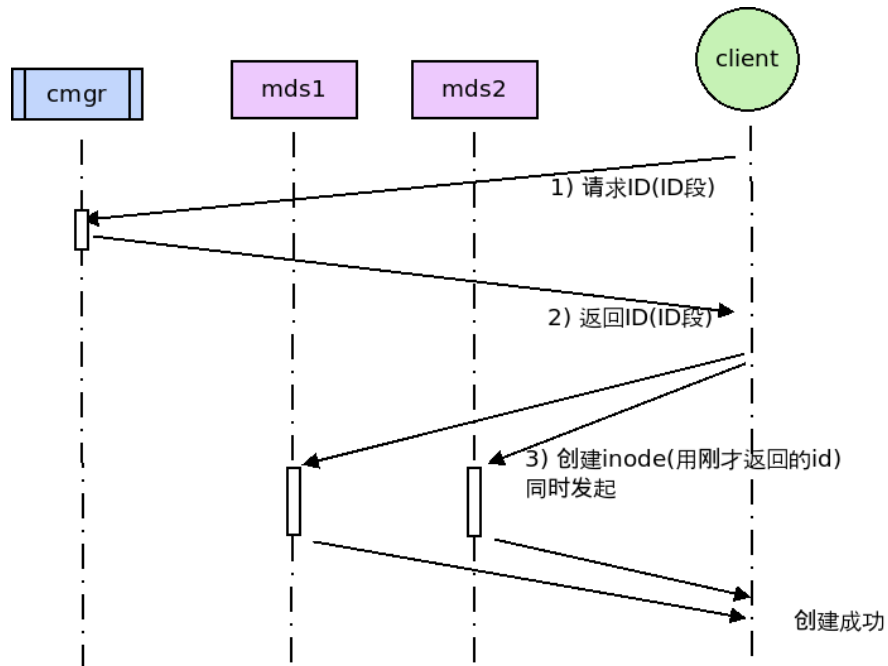 client
cmgr
mds1
mds2
1) 请求ID(ID段)
2) 返回ID(ID段)
3) 创建inode(用刚才返回的id)
同时发起
创建成功